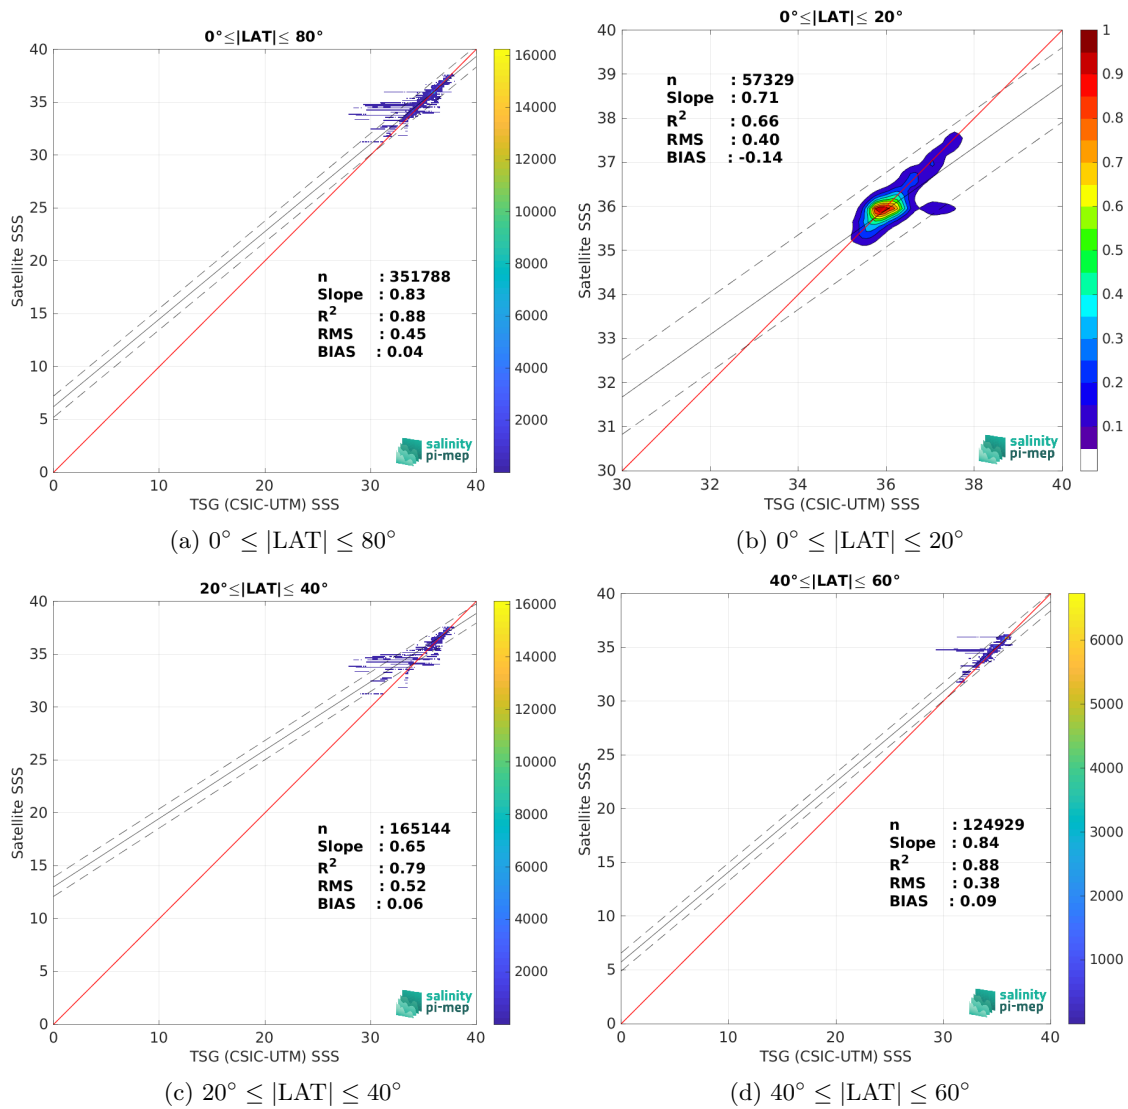 0°≤|LAT|≤ 80°
Satellite SSS
40
35
30
25
20
15
10
5
0
n : 351788
Slope : 0.83
R² : 0.88
RMS : 0.45
BIAS : 0.04
salinity
pi-mep
0 10 20 30 40
TSG (CSIC-UTM) SSS
16000
14000
12000
10000
8000
6000
4000
2000
(a) 0° ≤ |LAT| ≤ 80°
0°≤|LAT|≤ 20°
Satellite SSS
40
39
38
37
36
35
34
33
32
31
30
n : 57329
Slope : 0.71
R² : 0.66
RMS : 0.40
BIAS : -0.14
salinity
pi-mep
30 32 34 36 38 40
TSG (CSIC-UTM) SSS
1
0.9
0.8
0.7
0.6
0.5
0.4
0.3
0.2
0.1
(b) 0° ≤ |LAT| ≤ 20°
20°≤|LAT|≤ 40°
Satellite SSS
40
35
30
25
20
15
10
5
0
n : 165144
Slope : 0.65
R² : 0.79
RMS : 0.52
BIAS : 0.06
salinity
pi-mep
0 10 20 30 40
TSG (CSIC-UTM) SSS
16000
14000
12000
10000
8000
6000
4000
2000
(c) 20° ≤ |LAT| ≤ 40°
40°≤|LAT|≤ 60°
Satellite SSS
40
35
30
25
20
15
10
5
0
n : 124929
Slope : 0.84
R² : 0.88
RMS : 0.38
BIAS : 0.09
salinity
pi-mep
0 10 20 30 40
TSG (CSIC-UTM) SSS
6000
5000
4000
3000
2000
1000
(d) 40° ≤ |LAT| ≤ 60°